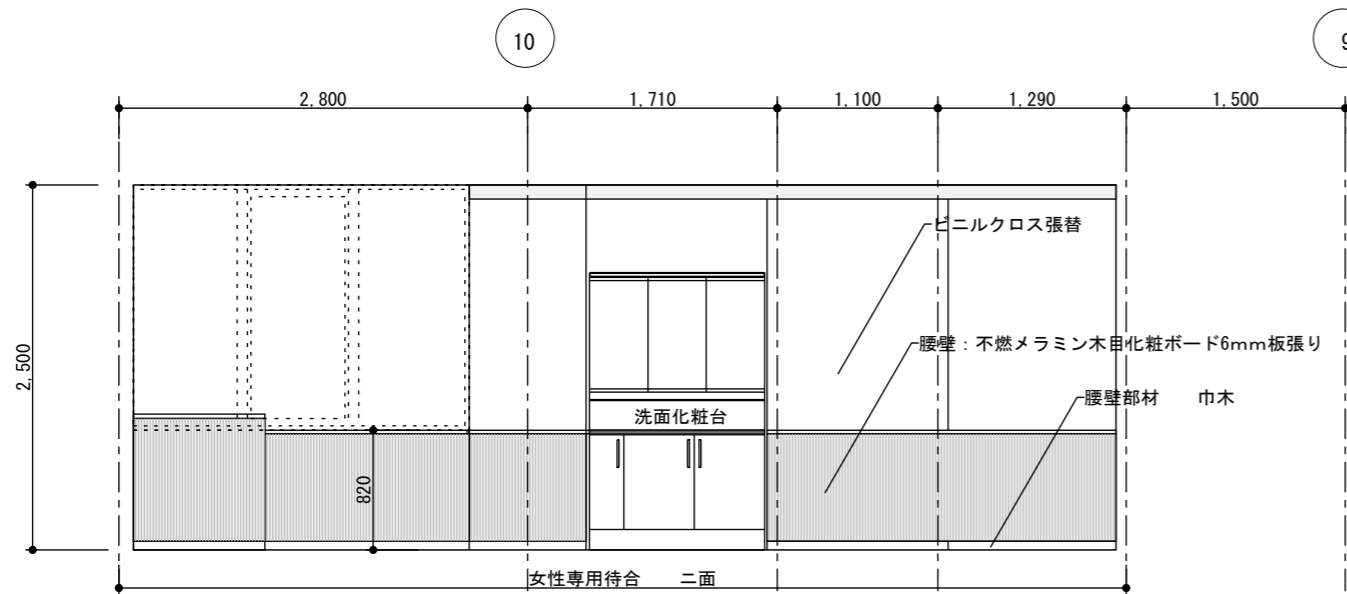 10
9
2,800
1,710
1,100
1,290
1,500
ビニルクロス張替
2,500
腰壁：不燃メラミン木目化粧ボード6mm板張り
腰壁部材　巾木
洗面化粧台
820
女性専用待合　二面